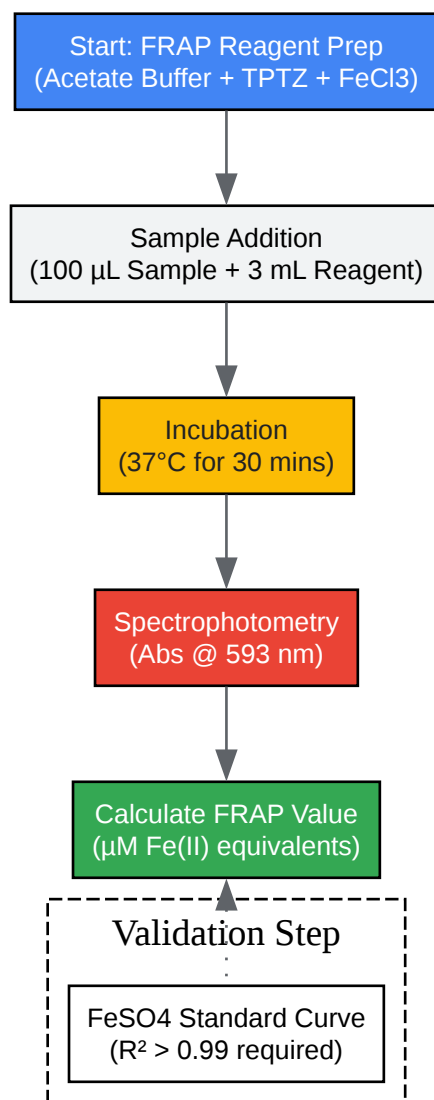 Start: FRAP Reagent Prep
(Acetate Buffer + TPTZ + FeCl3)
Sample Addition
(100 µL Sample + 3 mL Reagent)
Incubation
(37°C for 30 mins)
Spectrophotometry
(Abs @ 593 nm)
Calculate FRAP Value
(µM Fe(II) equivalents)
Validation Step
FeSO4 Standard Curve
(R² > 0.99 required)